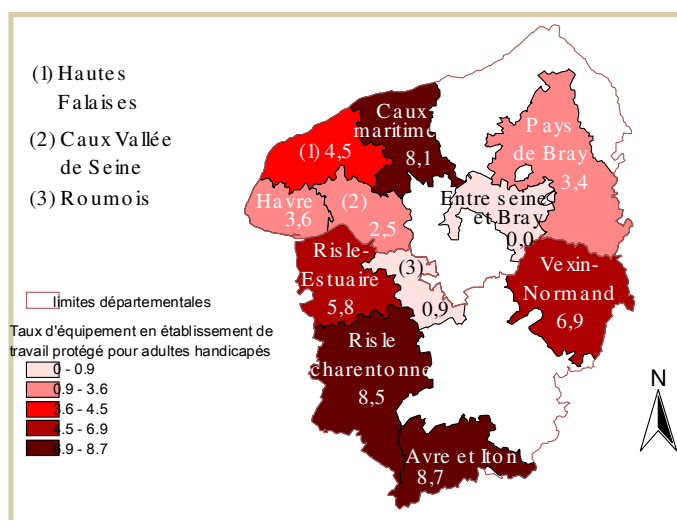 (1) Hautes
Falaises
(2) Caux Vallée
de Seine
(3) Roumois
Caux
maritime
8,1
(1) 4,5
Pays
de Bray
3,4
Havre
3,6
(2)
2,5
Entre seine
et Bray
0,0
Risle-
Estuaire
5,8
(3)
0,9
Vexin-
Normand
6,9
Risle
charentonne
8,5
Avre et Iton
8,7
limites départementales
Taux d'équipement en établissement de
travail protégé pour adultes handicapés
0 - 0.9
0.9 - 3.6
3.6 - 4.5
4.5 - 6.9
6.9 - 8.7
N